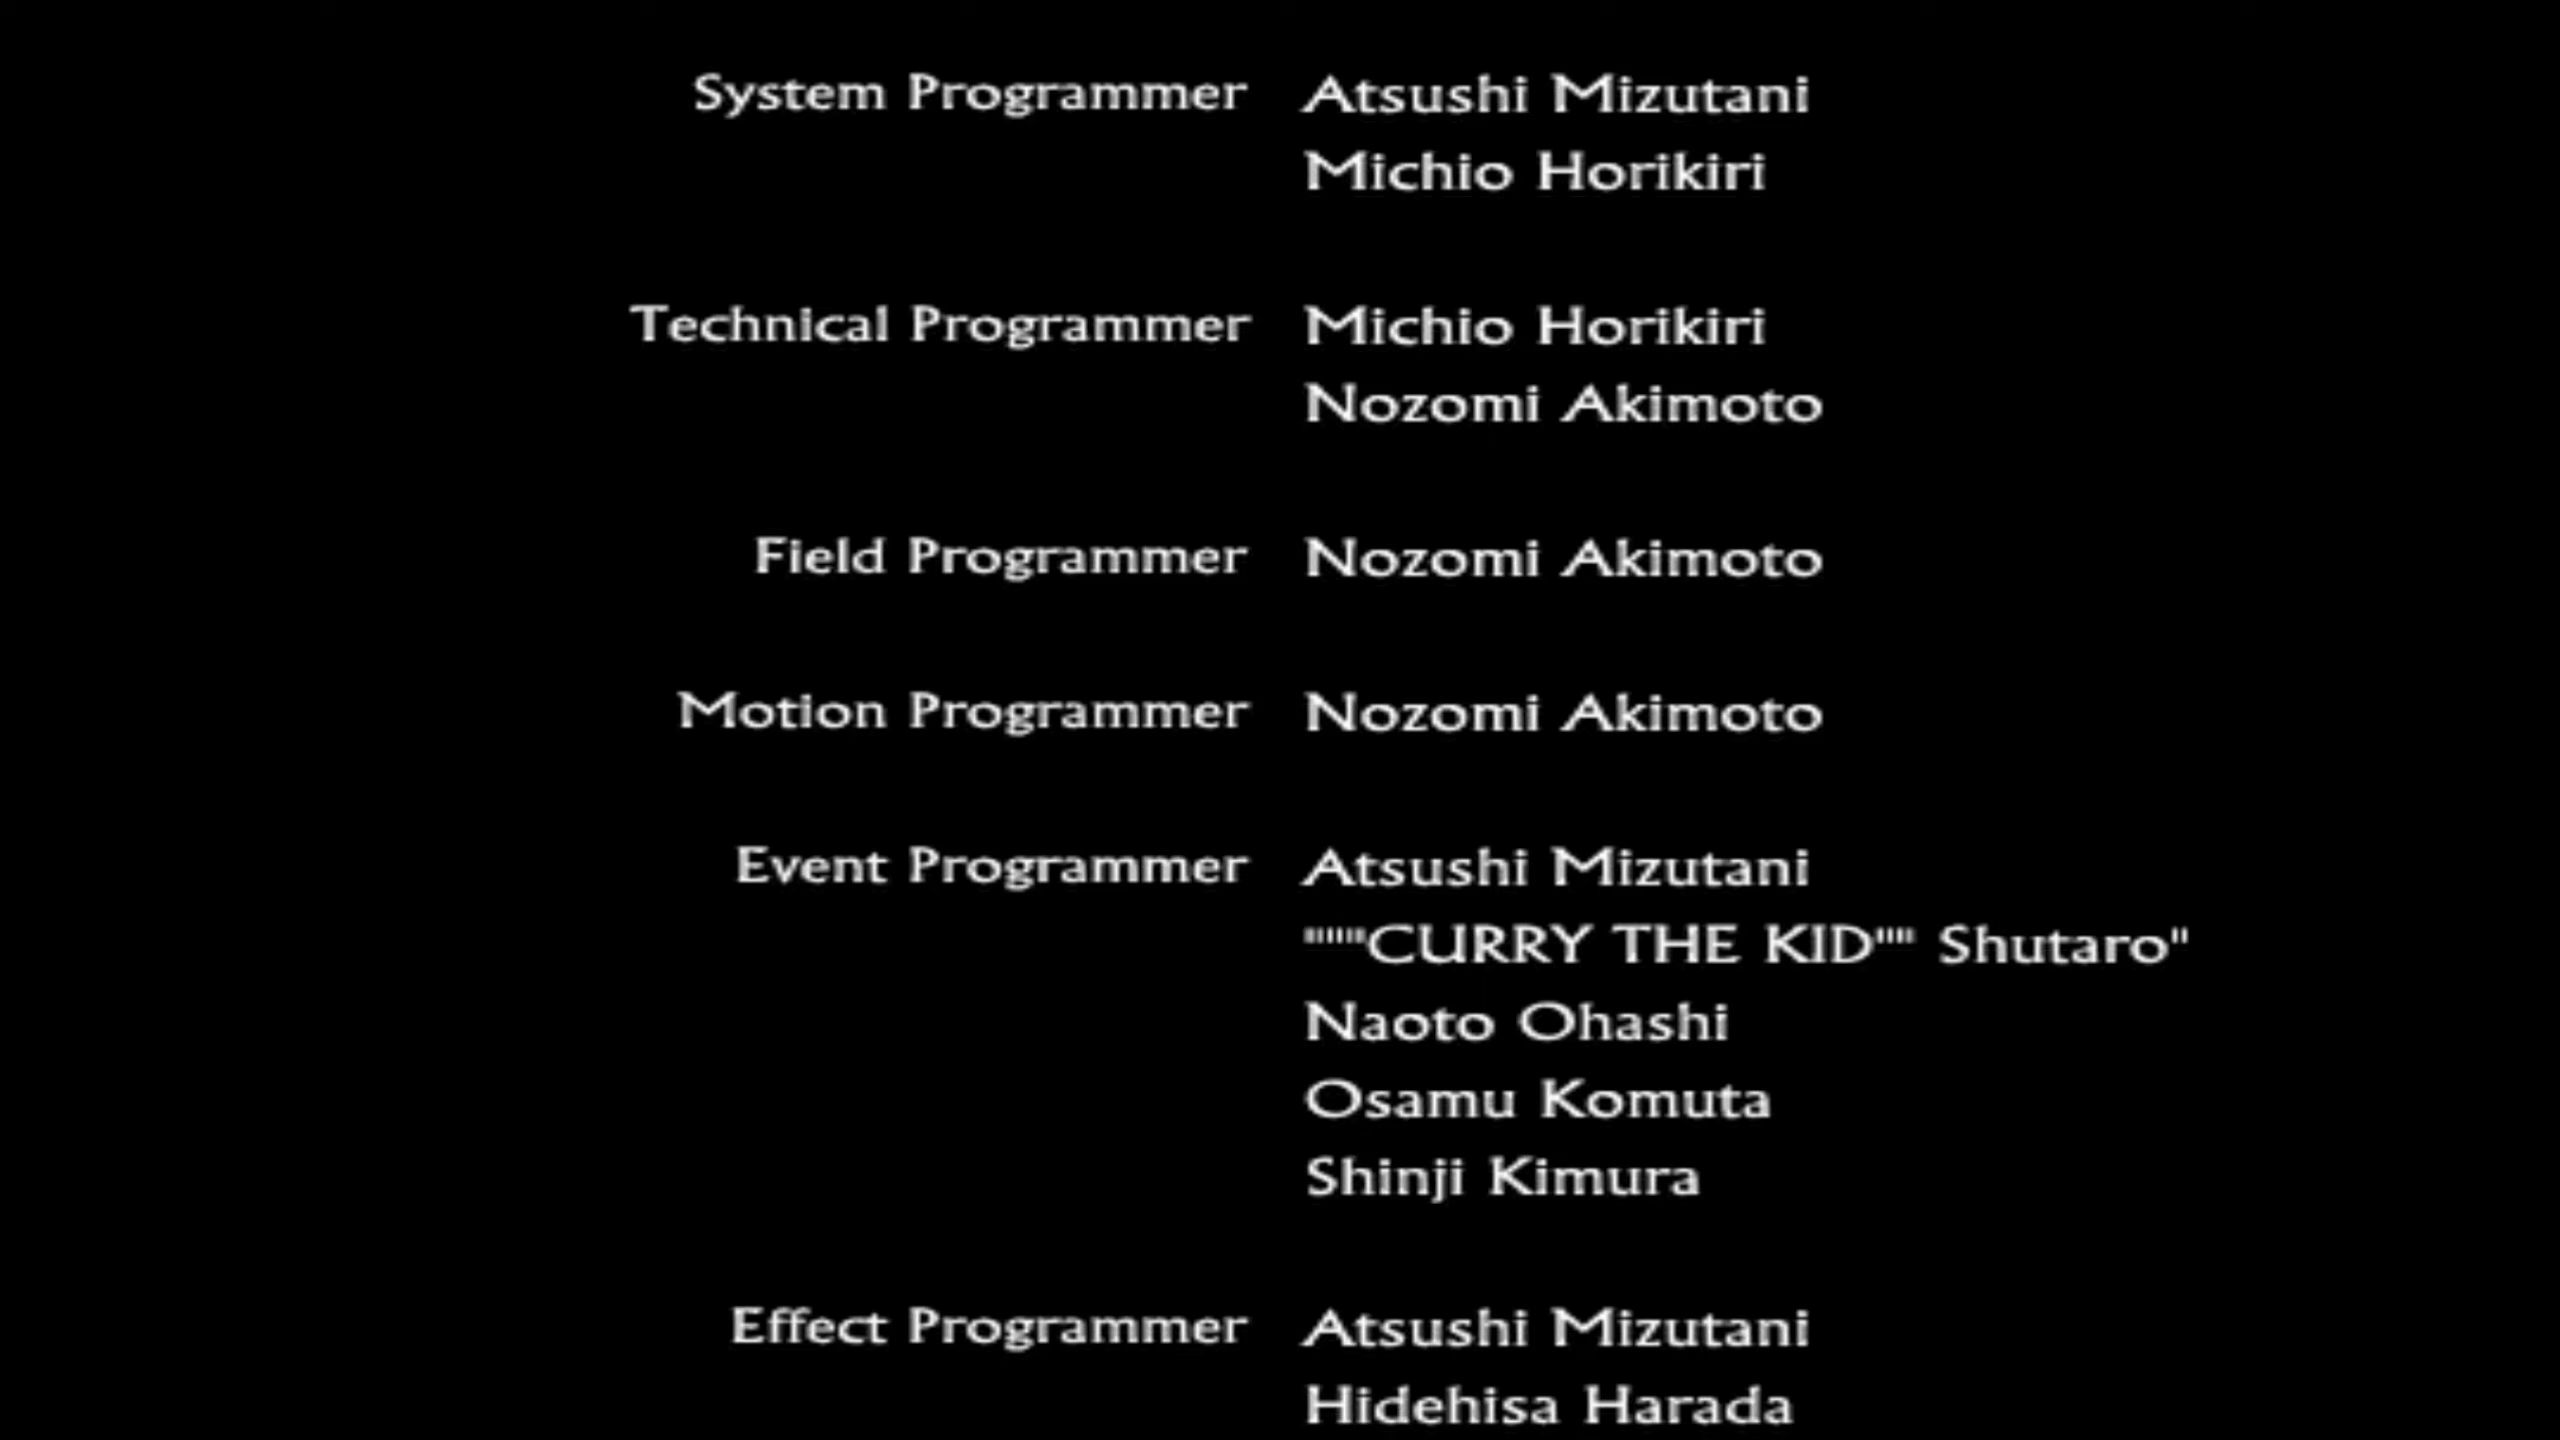 System Programmer Atsushi Mizutani
Michio Horikiri
Technical Programmer Michio Horikiri
Nozomi Akimoto
Field Programmer Nozomi Akimoto
Motion Programmer Nozomi Akimoto
Event Programmer Atsushi Mizutani
"""CURRY THE KID"" Shutaro"
Naoto Ohashi
Osamu Komuta
Shinji Kimura
Effect Programmer Atsushi Mizutani
Hidehisa Harada